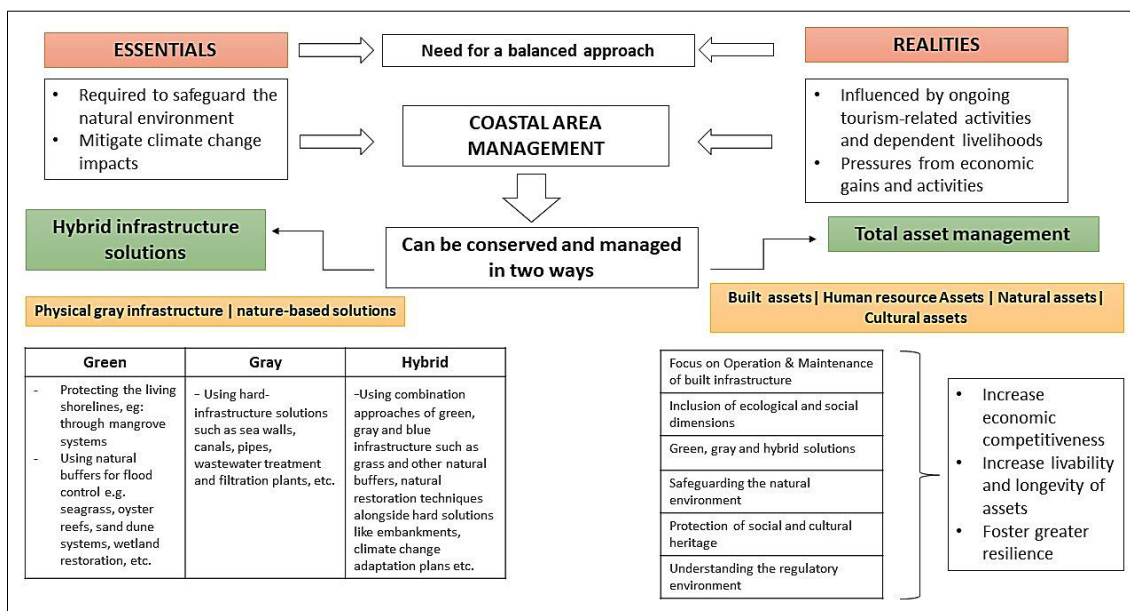 ESSENTIALS
Need for a balanced approach
REALITIES
• Required to safeguard the
natural environment
• Mitigate climate change
impacts
COASTAL AREA
MANAGEMENT
• Influenced by ongoing
tourism-related activities
and dependent livelihoods
• Pressures from economic
gains and activities
Hybrid infrastructure
solutions
Can be conserved and managed
in two ways
Total asset management
Physical gray infrastructure | nature-based solutions
Built assets| Human resource Assets | Natural assets|
Cultural assets
Green
- Protecting the living
shorelines, eg:
through mangrove
systems
- Using natural
buffers for flood
control e.g.
seagrass, oyster
reefs, sand dune
systems, wetland
restoration, etc.
Gray
- Using hard-
infrastructure solutions
such as sea walls,
canals, pipes,
wastewater treatment
and filtration plants, etc.
Hybrid
-Using combination
approaches of green,
gray and blue
infrastructure such as
grass and other natural
buffers, natural
restoration techniques
alongside hard solutions
like embankments,
climate change
adaptation plans etc.
Focus on Operation & Maintenance
of built infrastructure
Inclusion of ecological and social
dimensions
Green, gray and hybrid solutions
Safeguarding the natural
environment
Protection of social and cultural
heritage
Understanding the regulatory
environment
• Increase
economic
competitiveness
• Increase livability
and longevity of
assets
• Foster greater
resilience